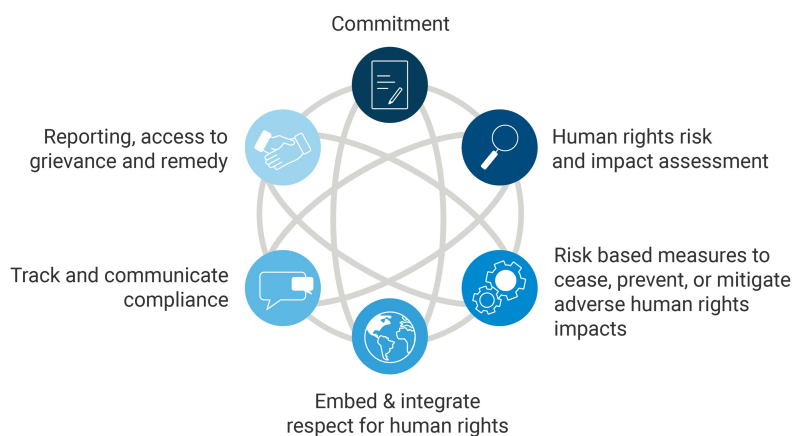 Commitment
Human rights risk
and impact assessment
Risk based measures to
cease, prevent, or mitigate
adverse human rights
impacts
Embed & integrate
respect for human rights
Track and communicate
compliance
Reporting, access to
grievance and remedy